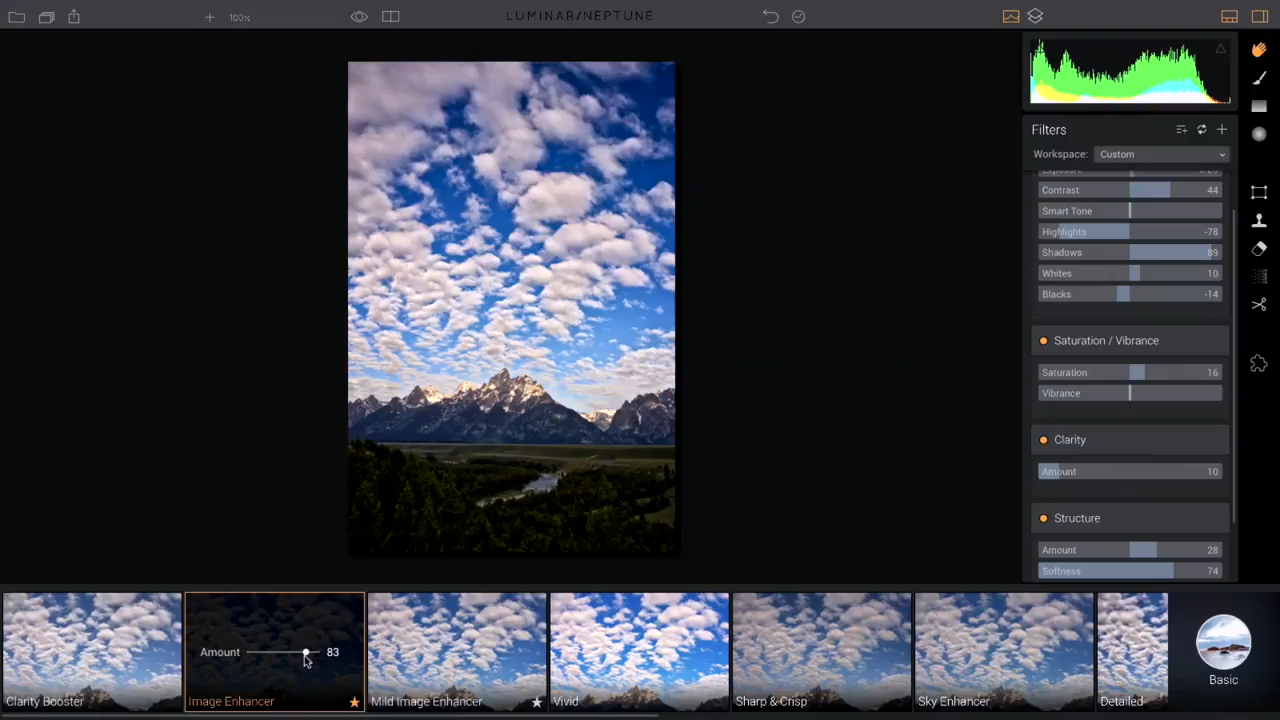 100%
LUMINAR/NEPTUNE
Filters
Workspace: Custom
Contrast 44
Smart Tone
Highlights -78
Shadows 89
Whites 10
Blacks -14
Saturation / Vibrance
Saturation 16
Vibrance
Clarity
Amount 10
Structure
Amount 28
Softness 74
Amount 83
Clarity Booster
Image Enhancer
Mild Image Enhancer
Vivid
Sharp & Crisp
Sky Enhancer
Detailed
Basic